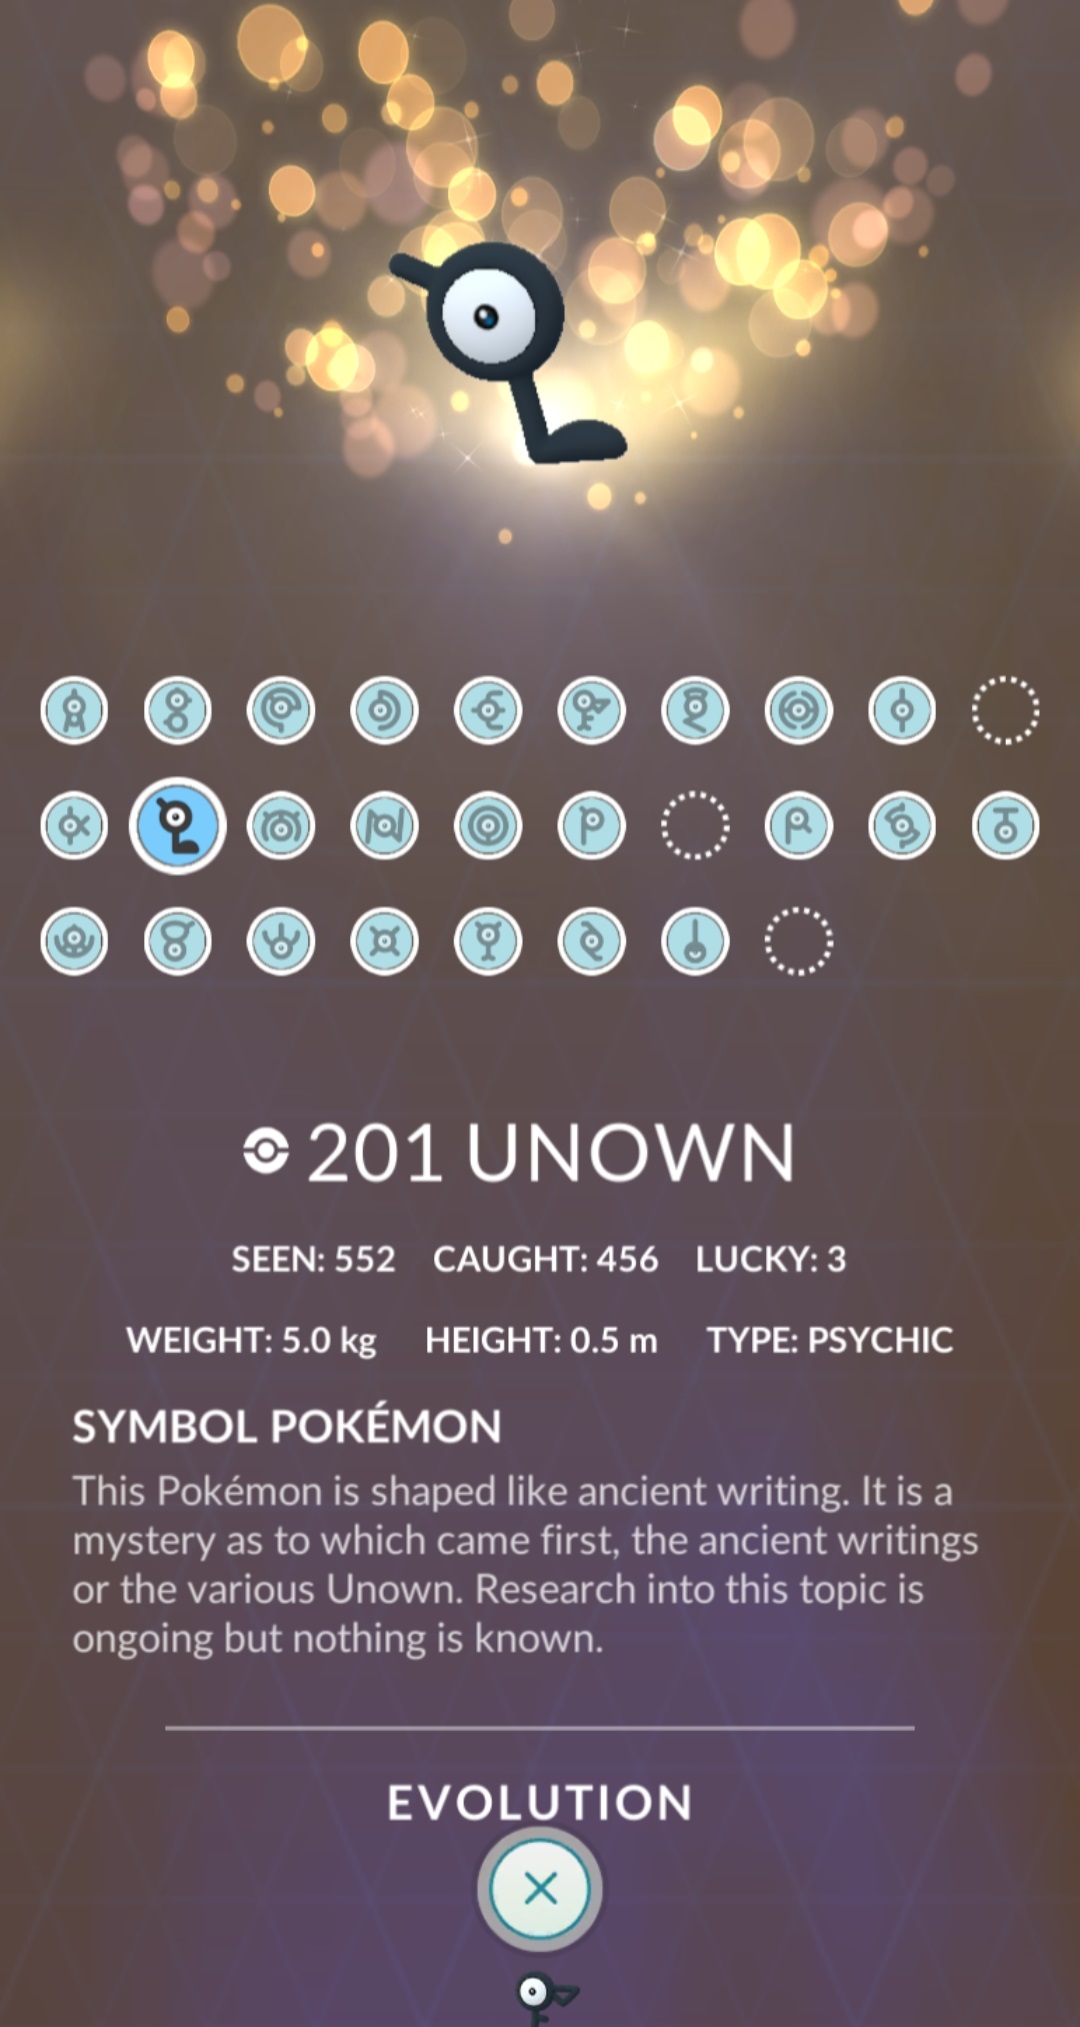 201 UNOWN
SEEN: 552 CAUGHT: 456 LUCKY: 3
WEIGHT: 5.0 kg HEIGHT: 0.5 m TYPE: PSYCHIC
SYMBOL POKÉMON
This Pokémon is shaped like ancient writing. It is a
mystery as to which came first, the ancient writings
or the various Unown. Research into this topic is
ongoing but nothing is known.
EVOLUTION